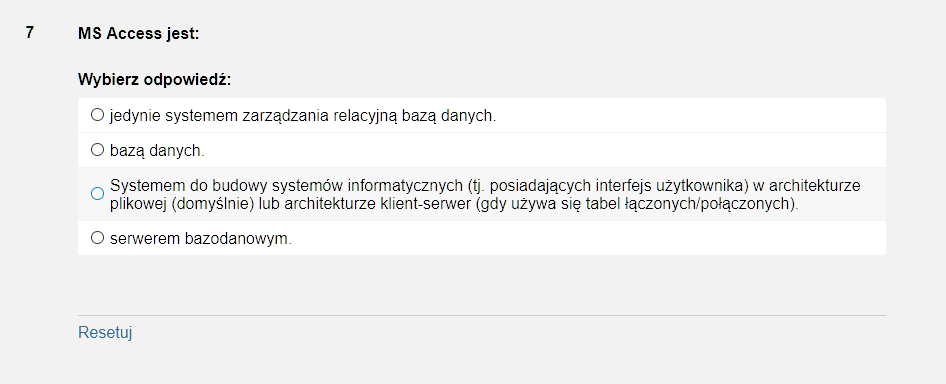 7 MS Access jest:
Wybierz odpowiedź:
jedynie systemem zarządzania relacyjną bazą danych.
bazą danych.
Systemem do budowy systemów informatycznych (tj. posiadających interfejs użytkownika) w architekturze
plikowej (domyślnie) lub architekturze klient-serwer (gdy używa się tabel łączonych/połączonych).
serwerem bazodanowym.
Resetuj